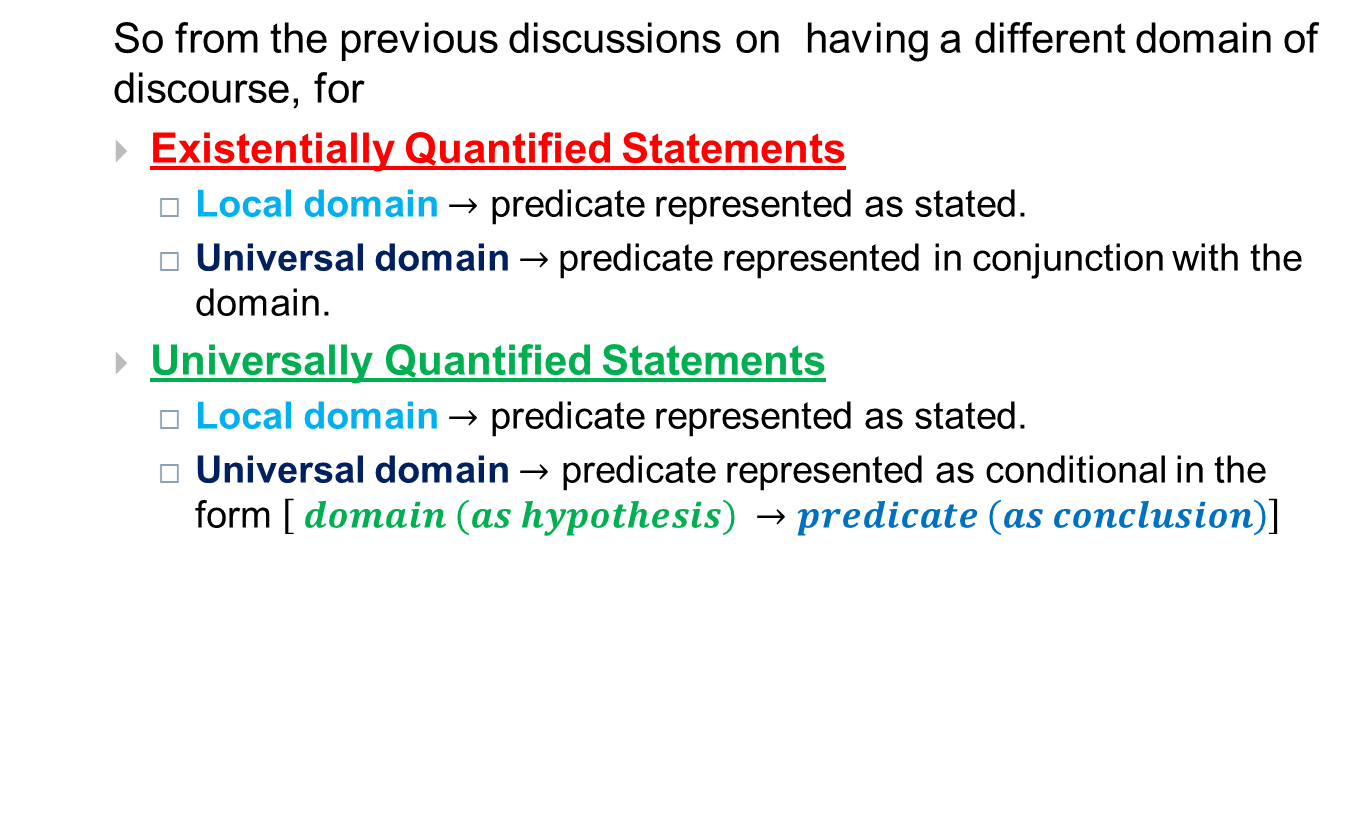 So from the previous discussions on  having a different domain of
discourse, for
Existentially Quantified Statements
Local domain → predicate represented as stated.
Universal domain → predicate represented in conjunction with the
domain.
Universally Quantified Statements
Local domain → predicate represented as stated.
Universal domain → predicate represented as conditional in the
form [ domain (as hypothesis) → predicate (as conclusion)]